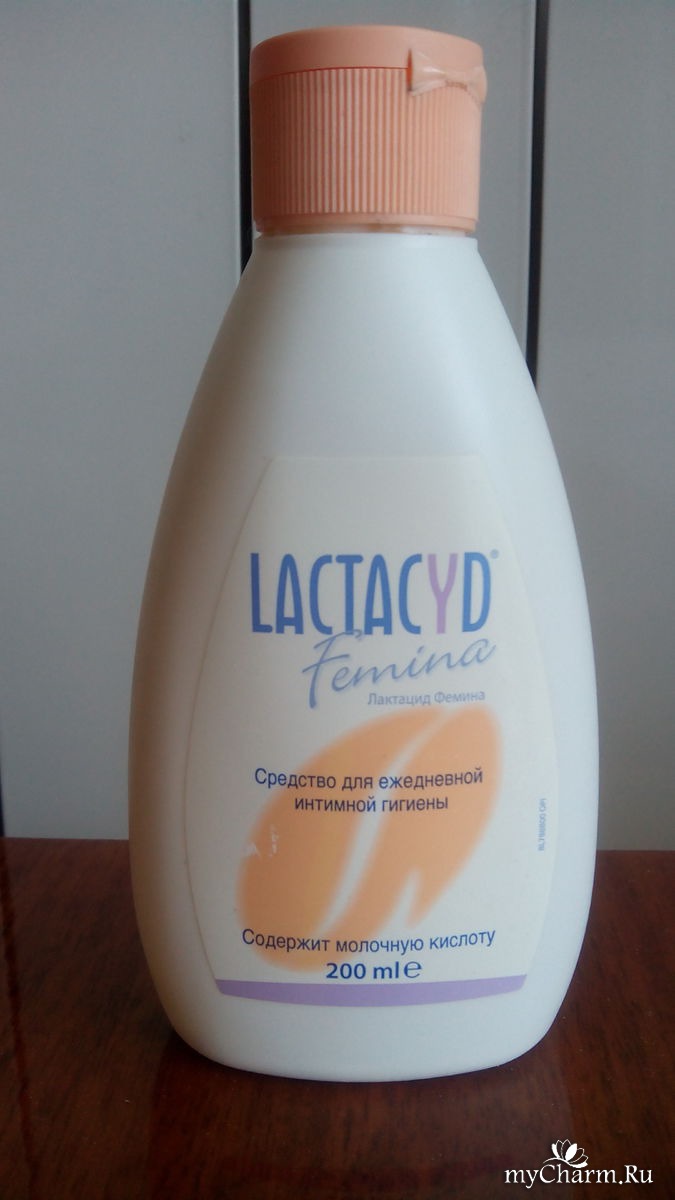 LACTACYD®
Femina
Лактацид Фемина
Средство для ежедневной
интимной гигиены
Содержит молочную кислоту
200 ml℮
myCharm.Ru